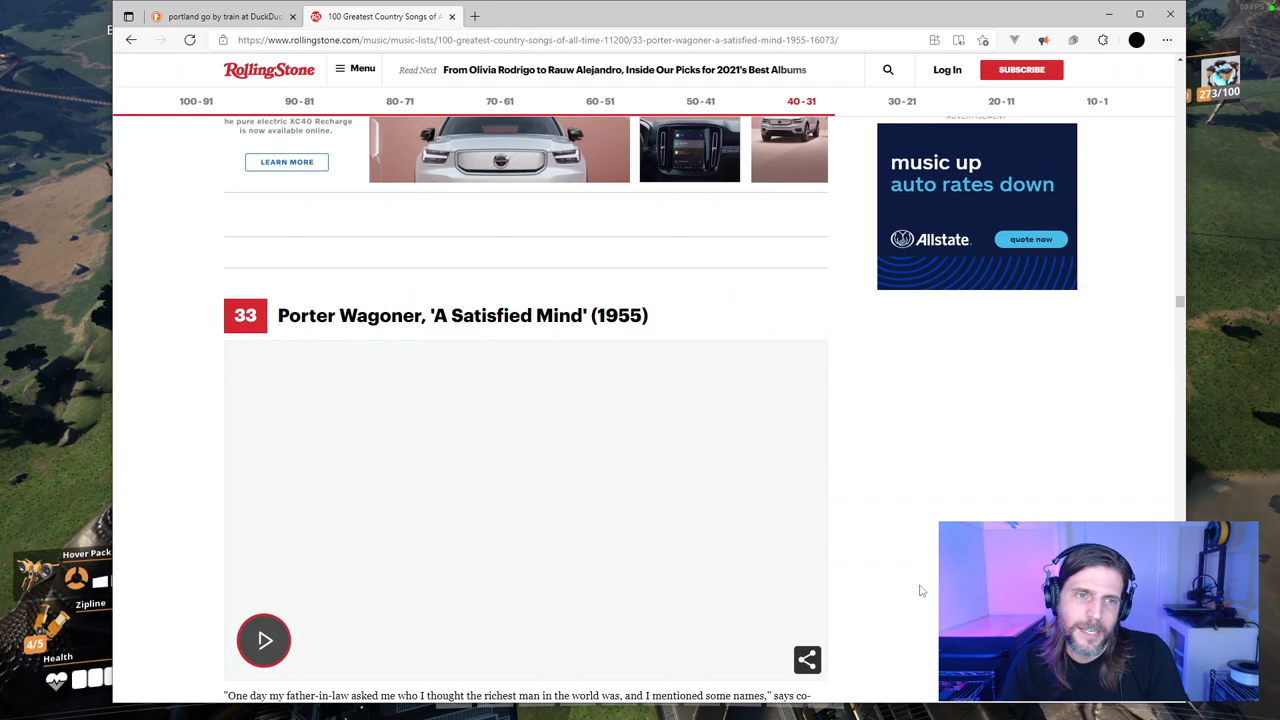 portland go by train at DuckDuc
100 Greatest Country Songs of A
88 FPS
https://www.rollingstone.com/music/music-lists/100-greatest-country-songs-of-all-time-11200/33-porter-wagoner-a-satisfied-mind-1955-16073/
RollingStone
Menu
Read Next From Olivia Rodrigo to Rauw Alejandro, Inside Our Picks for 2021's Best Albums
Log In
SUBSCRIBE
273/100
100 - 91
90 - 81
80 - 71
70 - 61
60 - 51
50 - 41
40 - 31
30 - 21
20 - 11
10 - 1
ADVERTISEMENT
he pure electric XC40 Recharge
is now available online.
LEARN MORE
music up
auto rates down
Allstate.
quote now
33 Porter Wagoner, 'A Satisfied Mind' (1955)
Hover Pack
Zipline
4/5
Health
"One day my father-in-law asked me who I thought the richest man in the world was, and I mentioned some names," says co-